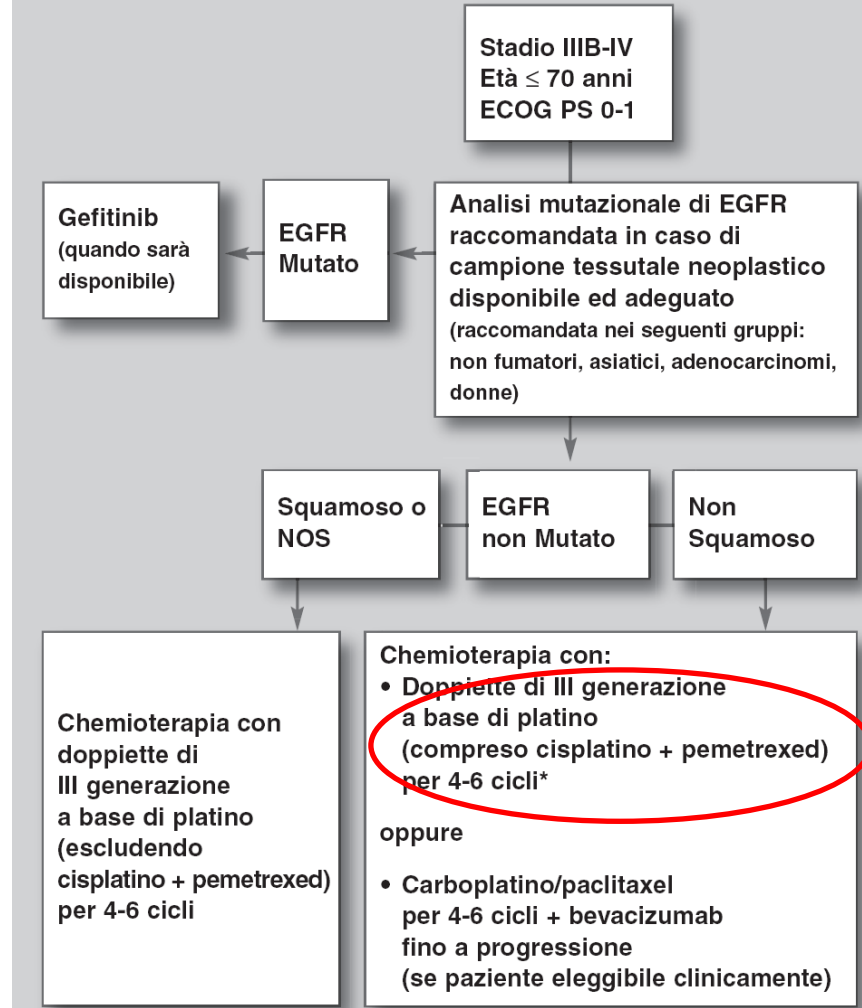 Stadio IIIB-IV
Età ≤ 70 anni
ECOG PS 0-1
Gefitinib
(quando sarà
disponibile)
EGFR
Mutato
Analisi mutazionale di EGFR
raccomandata in caso di
campione tessutale neoplastico
disponibile ed adeguato
(raccomandata nei seguenti gruppi:
non fumatori, asiatici, adenocarcinomi,
donne)
Squamoso o
NOS
EGFR
non Mutato
Non
Squamoso
Chemioterapia con
doppiette di
III generazione
a base di platino
(escludendo
cisplatino + pemetrexed)
per 4-6 cicli
Chemioterapia con:
• Doppiette di III generazione
a base di platino
(compreso cisplatino + pemetrexed)
per 4-6 cicli*
oppure
• Carboplatino/paclitaxel
per 4-6 cicli + bevacizumab
fino a progressione
(se paziente eleggibile clinicamente)